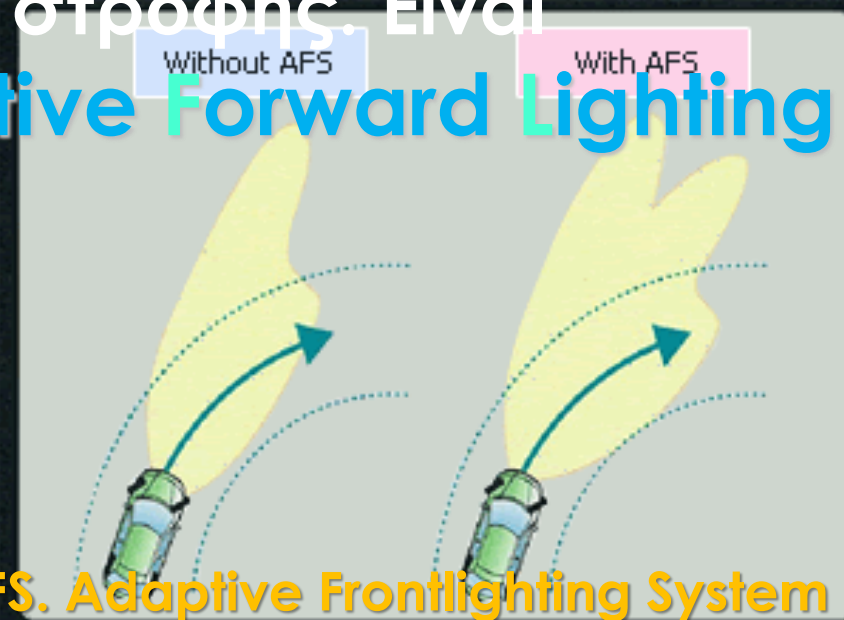 στροφής. Είναι
Without AFS With AFS
tive Forward Lighting
FS. Adaptive Frontlighting System